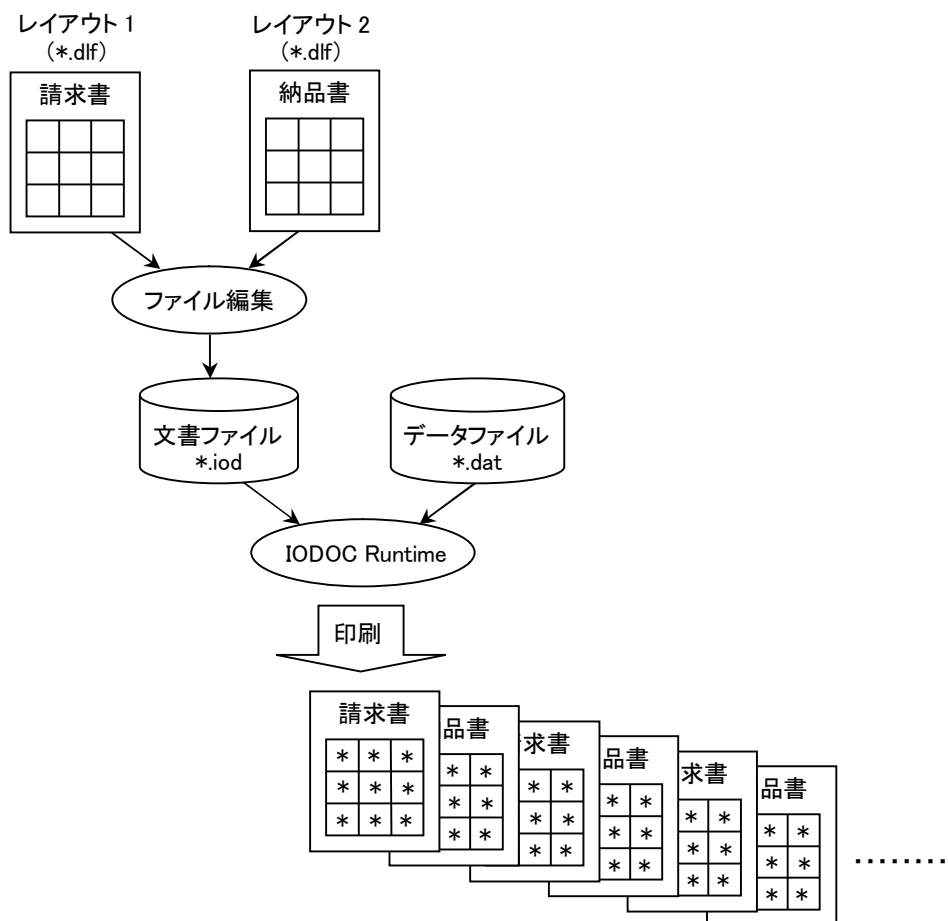 レイアウト 1
(*.dlf)
レイアウト 2
(*.dlf)
請求書
納品書
ファイル編集
文書ファイル
*.iod
データファイル
*.dat
IODOC Runtime
印刷
請求書
* * *
* * *
* * *
品書
* *
* *
* *
求書
* *
* *
* *
品書
* *
* *
* *
求書
* *
* *
* *
品書
* *
* *
* *
………